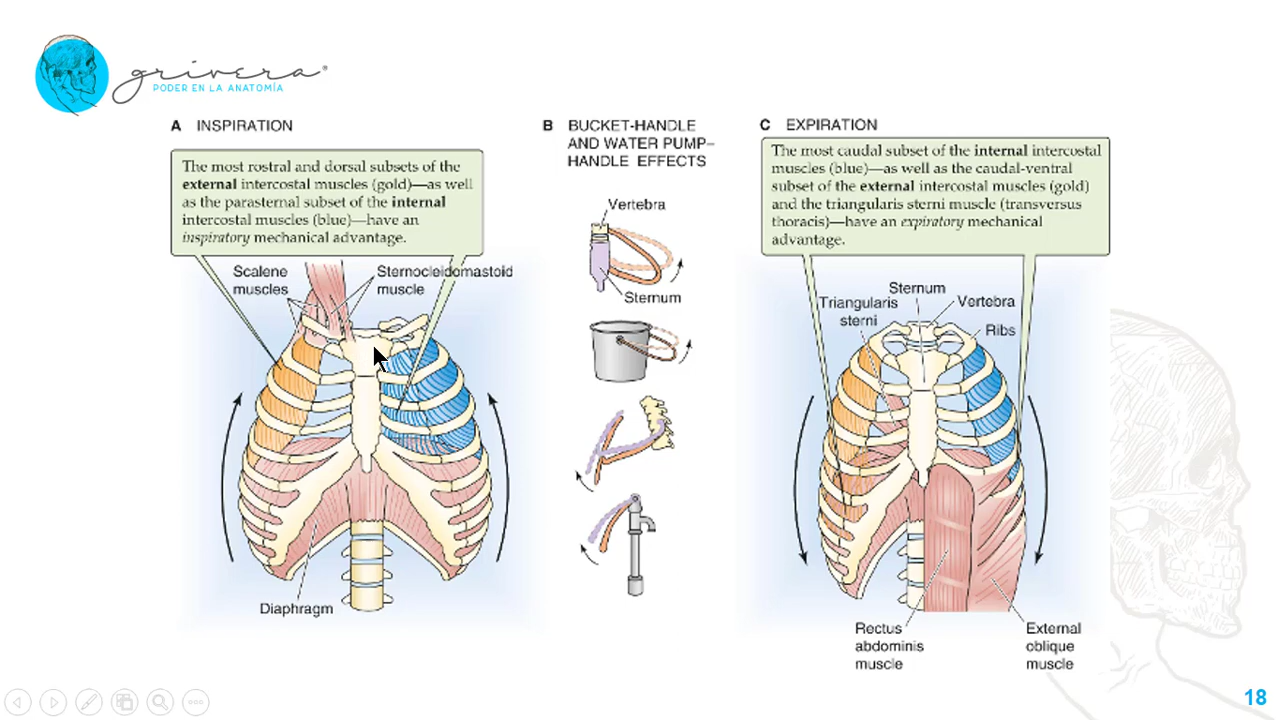 grivera®
PODER EN LA ANATOMÍA
A INSPIRATION
The most rostral and dorsal subsets of the
external intercostal muscles (gold)—as well
as the parasternal subset of the internal
intercostal muscles (blue)—have an
inspiratory mechanical advantage.
Scalene
muscles
Sternocleidomastoid
muscle
Diaphragm
B BUCKET-HANDLE
AND WATER PUMP–
HANDLE EFFECTS
Vertebra
Sternum
C EXPIRATION
The most caudal subset of the internal intercostal
muscles (blue)—as well as the caudal-ventral
subset of the external intercostal muscles (gold)
and the triangularis sterni muscle (transversus
thoracis)—have an expiratory mechanical
advantage.
Sternum
Triangularis
sterni
Vertebra
Ribs
Rectus
abdominis
muscle
External
oblique
muscle
18